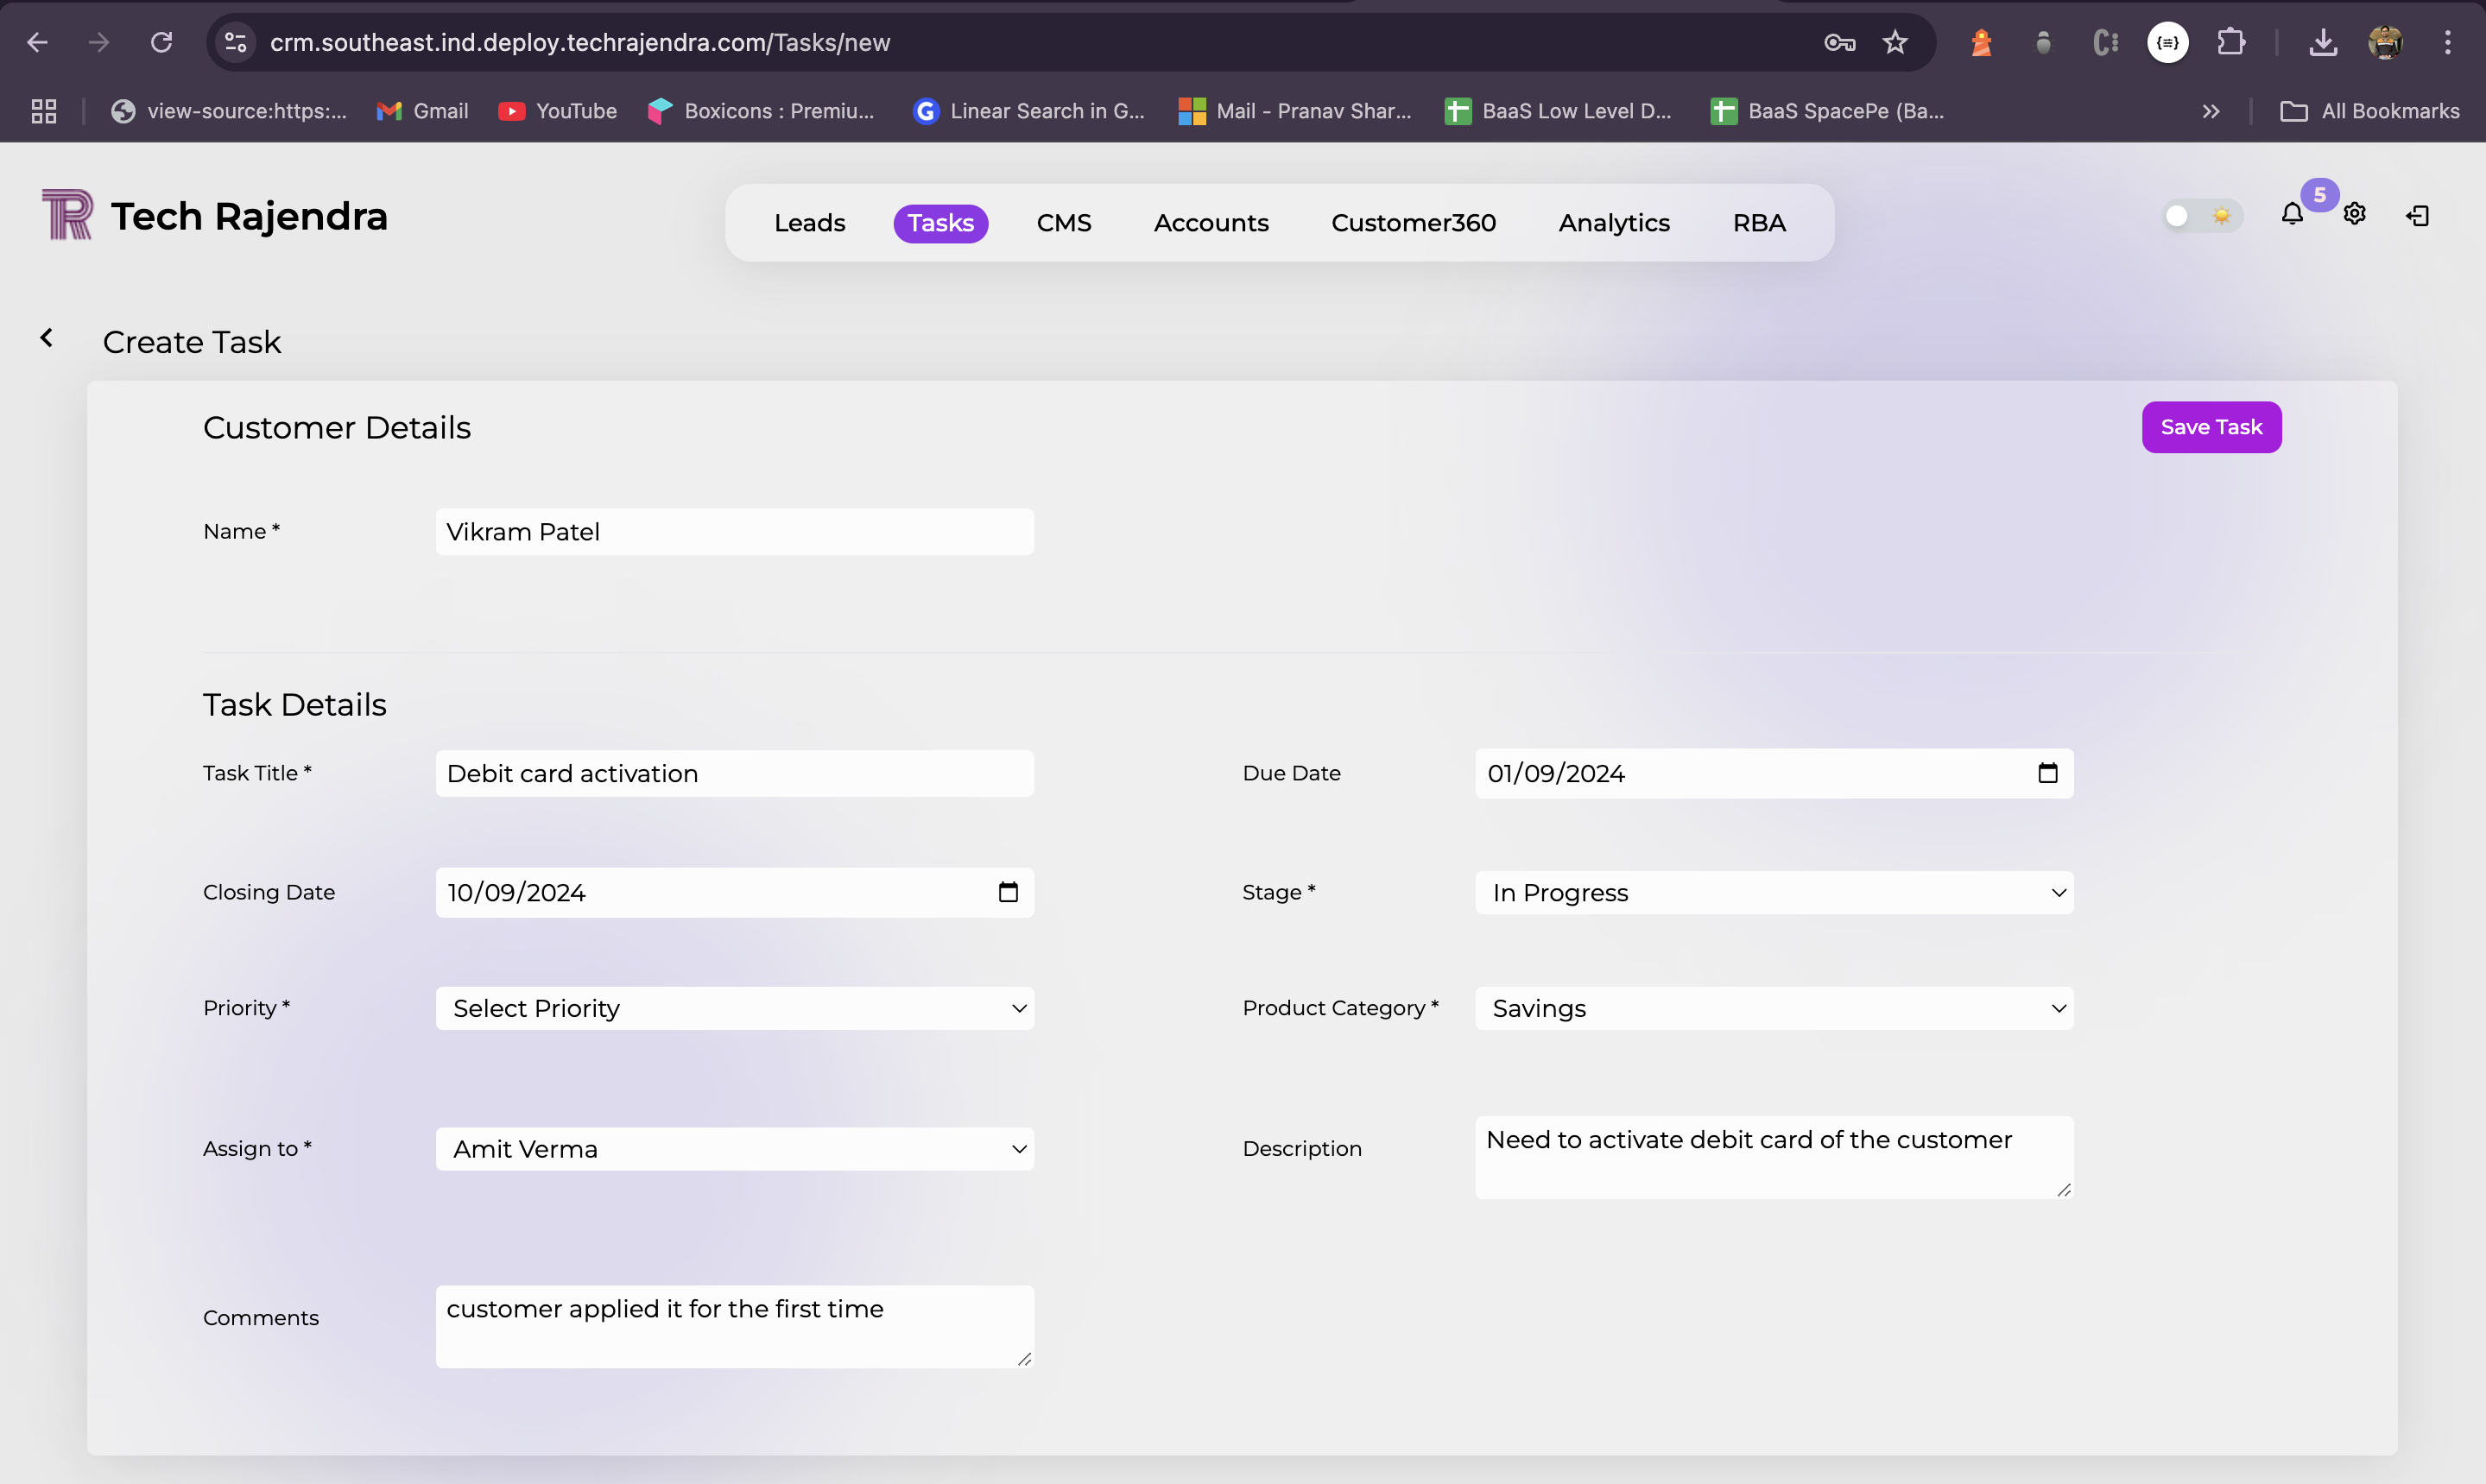 crm.southeast.ind.deploy.techrajendra.com/Tasks/new
view-source:https:... Gmail YouTube Boxicons : Premiu... Linear Search in G... Mail - Pranav Shar... BaaS Low Level D... BaaS SpacePe (Ba... All Bookmarks
Tech Rajendra
Leads Tasks CMS Accounts Customer360 Analytics RBA
5
Create Task
Customer Details
Save Task
Name * Vikram Patel
Task Details
Task Title * Debit card activation
Due Date 01/09/2024
Closing Date 10/09/2024
Stage * In Progress
Priority * Select Priority
Product Category * Savings
Assign to * Amit Verma
Description Need to activate debit card of the customer
Comments customer applied it for the first time